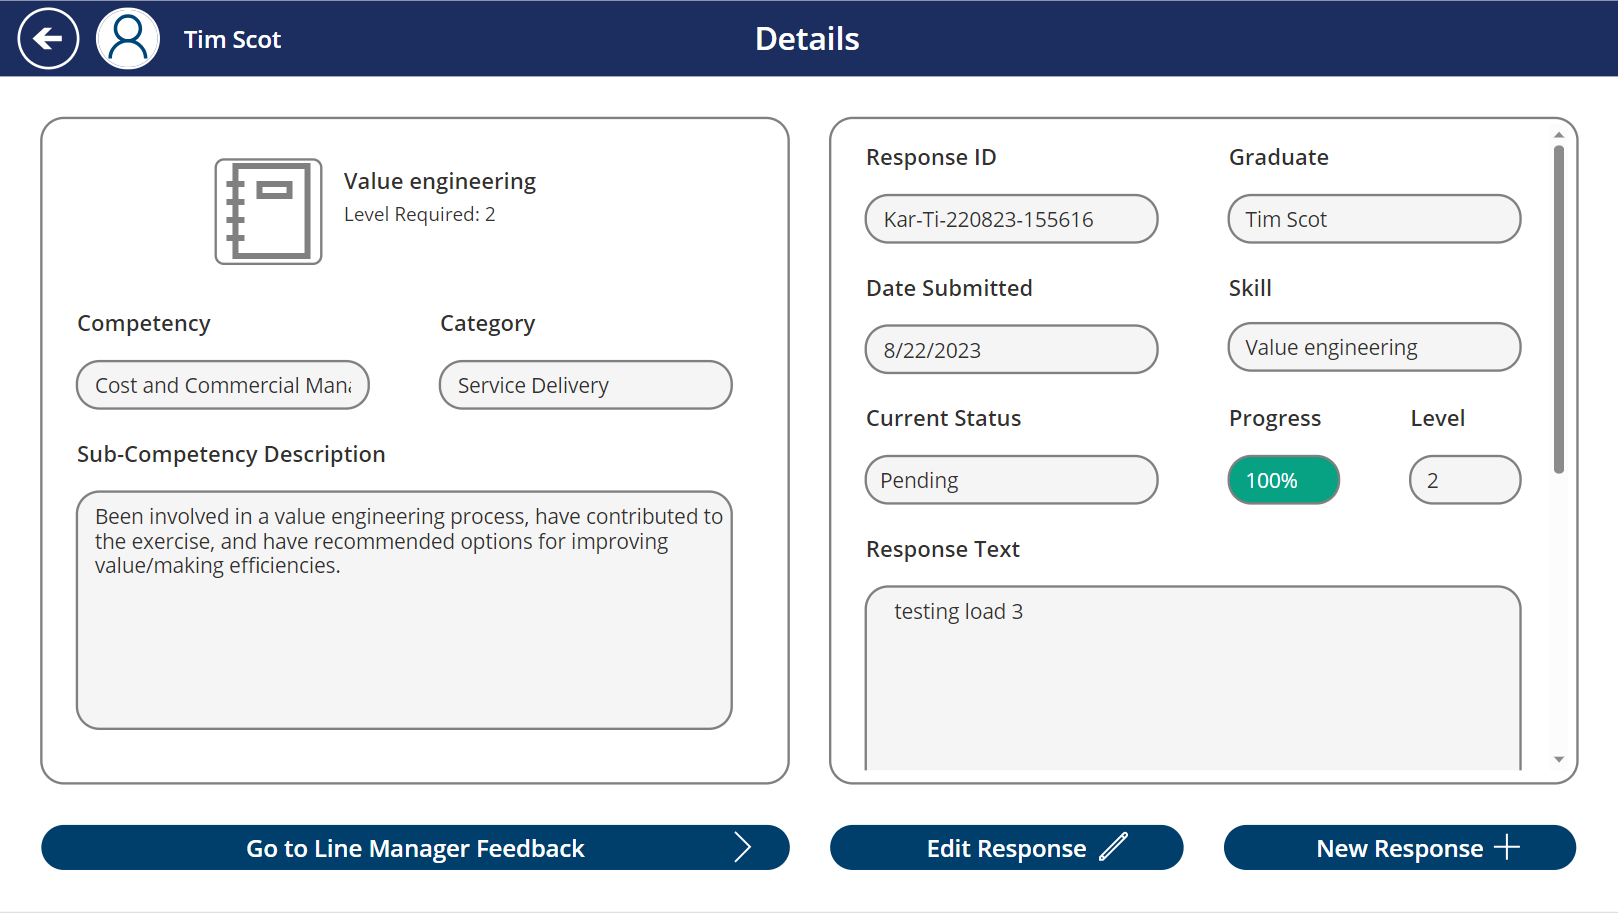 Tim Scot
Details
Value engineering
Level Required: 2
Competency
Category
Cost and Commercial
Service Delivery
Sub-Competency Description
Been involved in a value engineering process, have contributed to
the exercise, and have recommended options for improving
value/making efficiencies.
Response ID
Graduate
Kar-Ti-220823-155616
Tim Scot
Date Submitted
Skill
8/22/2023
Value engineering
Current Status
Progress
Level
Pending
100%
2
Response Text
testing load 3
Go to Line Manager Feedback
Edit Response
New Response